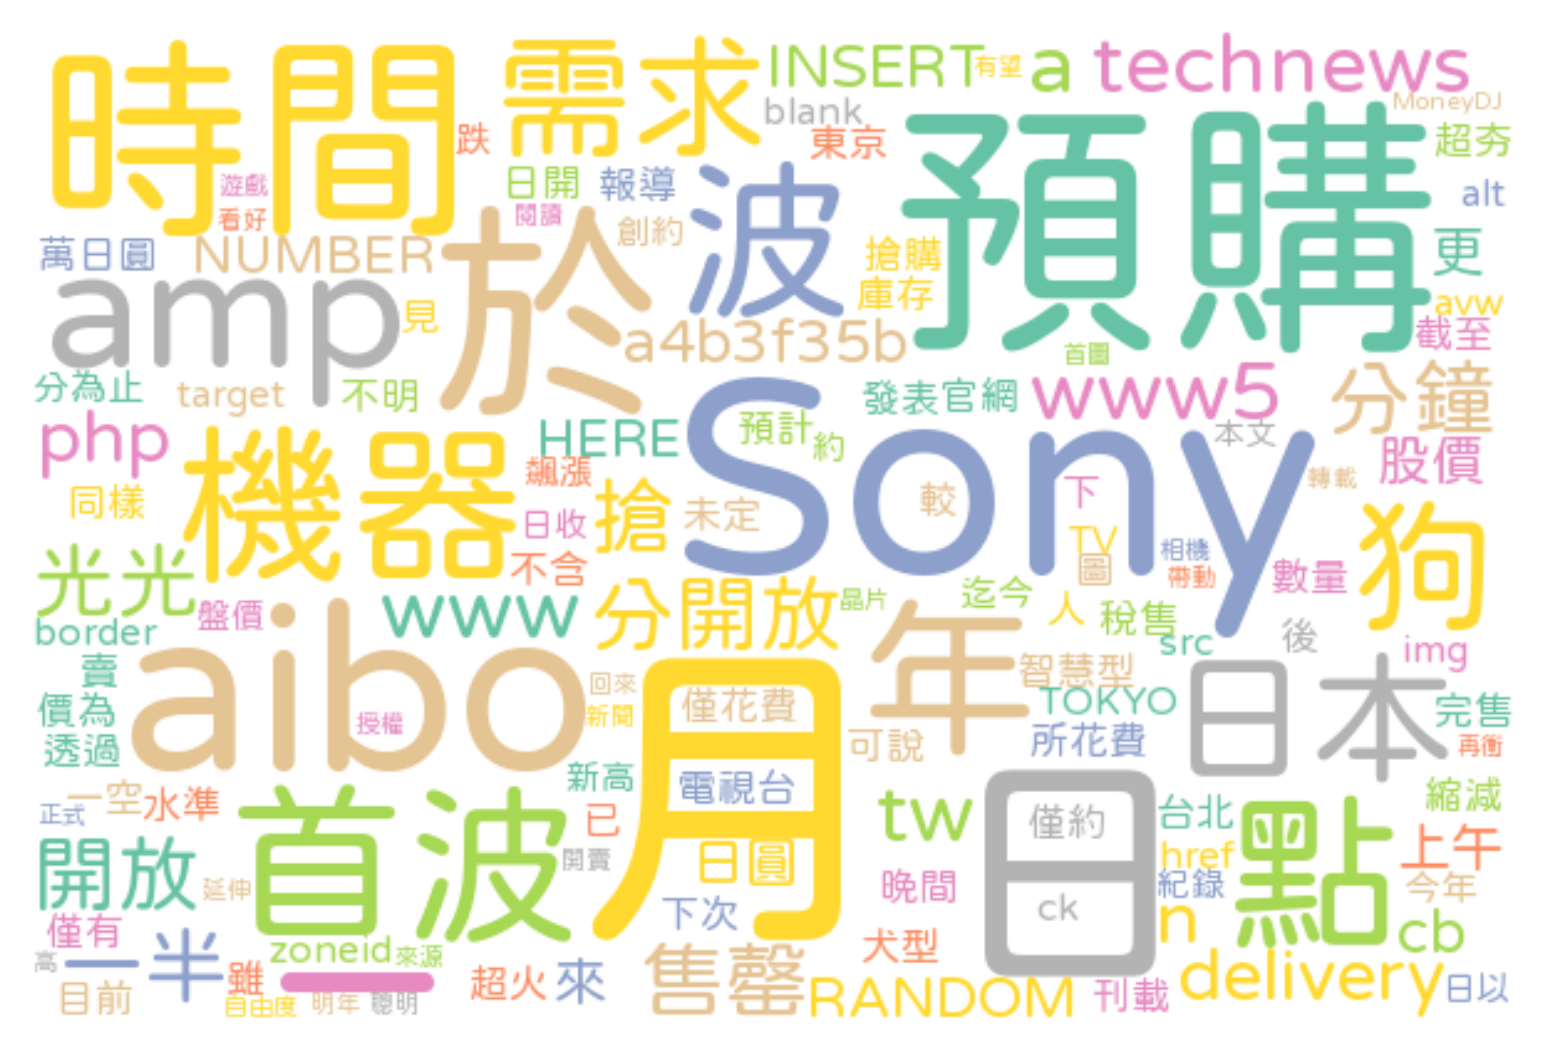 時間
需求
INSERT
有望
a
technews
MoneyDJ
blank
跌
東京
預購
超夯
遊戲
看好
日開
報導
閱讀
波
alt
萬日圓
NUMBER
於
創約
搶購
更
庫存
amp
見
a4b3f35b
avw
截至
首圖
分為止
target
不明
發表官網
www5
分鐘
php
機器
HERE
Sony
預計
約
本文
股價
飆漲
同樣
搶
未定
較
下
轉載
日收
TV
狗
光光
不含
圖
相機
帶動
數量
盤價
www
分開放
晶片
迄今
人
稅售
border
aibo
年
src
後
img
賣
回來
月
僅花費
智慧型
日本
價為
授權
新聞
TOKYO
完售
透過
可說
所花費
再衝
新高
電視台
一空
水準
正式
首波
已
tw
日
僅約
台北
點
縮減
開放
開賣
日圓
href
上午
延伸
晚間
紀錄
今年
僅有
下次
ck
n
cb
高
一半
雖
zoneid
來源
一
售罄
犬型
delivery
目前
自由度
明年
聰明
超火
來
RANDOM
刊載
日以